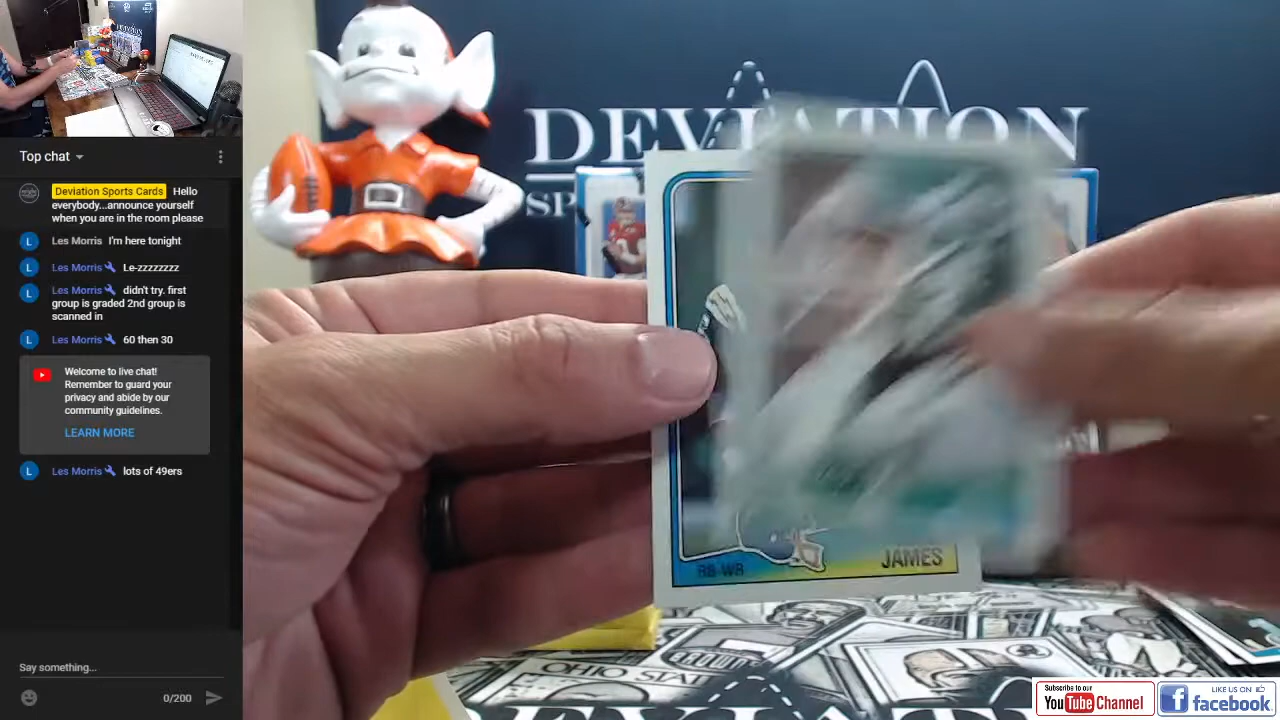 Top chat
Deviation Sports Cards Hello
everybody...announce yourself
when you are in the room please
Les Morris I'm here tonight
Les Morris Le-zzzzzzzz
Les Morris didn't try. first
group is graded 2nd group is
scanned in
Les Morris 60 then 30
Welcome to live chat!
Remember to guard your
privacy and abide by our
community guidelines.
LEARN MORE
Les Morris lots of 49ers
Say something...
0/200
DEVIATION
SP
RB-WR
JAMES
OHIO STATE
CROWN
DEVIATI
Subscribe to our
YouTube Channel
LIKE US ON
facebook